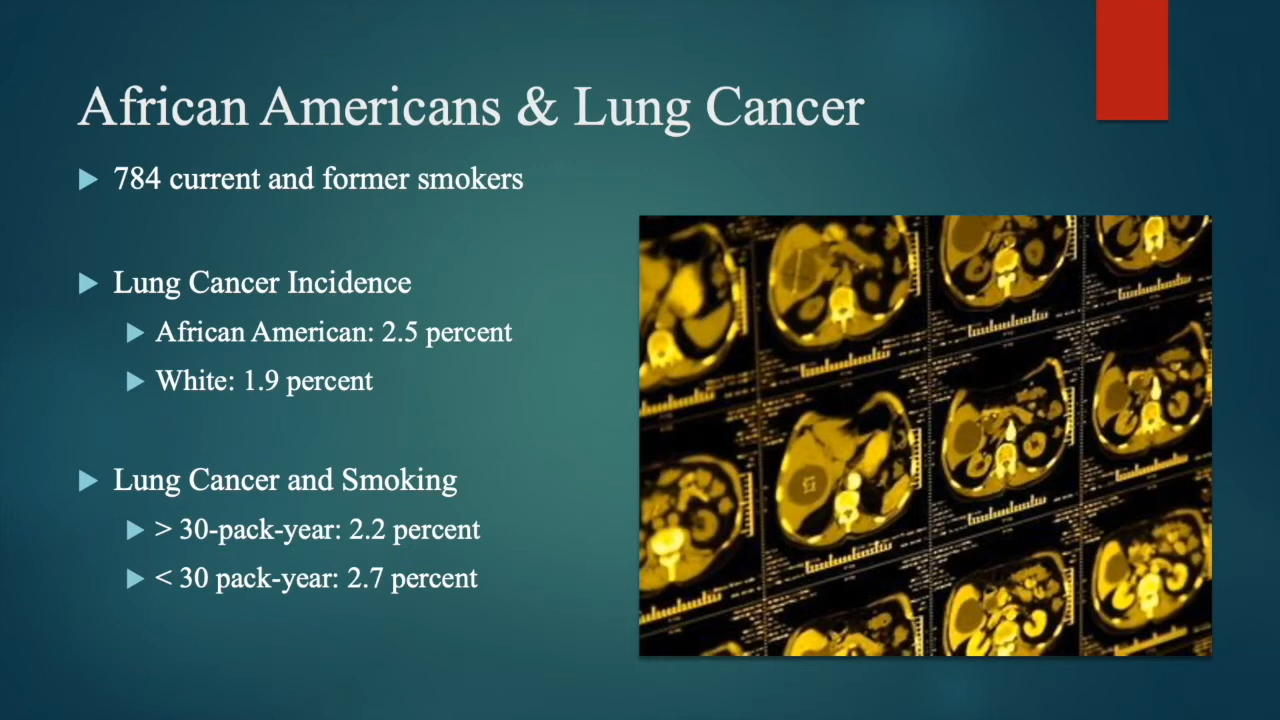 African Americans & Lung Cancer
784 current and former smokers
Lung Cancer Incidence
African American: 2.5 percent
White: 1.9 percent
Lung Cancer and Smoking
> 30-pack-year: 2.2 percent
< 30 pack-year: 2.7 percent